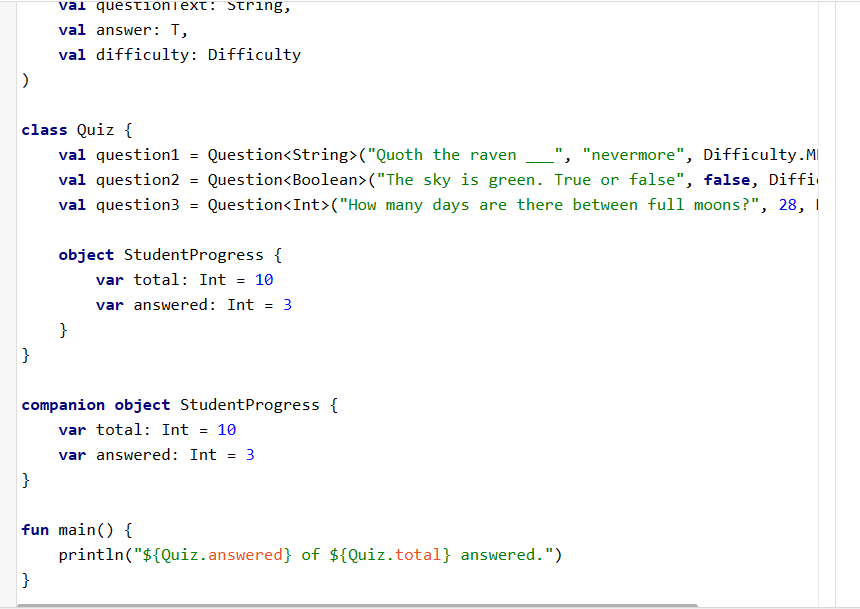 val questionText: String,
    val answer: T,
    val difficulty: Difficulty
)

class Quiz {
    val question1 = Question<String>("Quoth the raven ___", "nevermore", Difficulty.M
    val question2 = Question<Boolean>("The sky is green. True or false", false, Diffi
    val question3 = Question<Int>("How many days are there between full moons?", 28,

    object StudentProgress {
        var total: Int = 10
        var answered: Int = 3
    }
}

companion object StudentProgress {
    var total: Int = 10
    var answered: Int = 3
}

fun main() {
    println("${Quiz.answered} of ${Quiz.total} answered.")
}